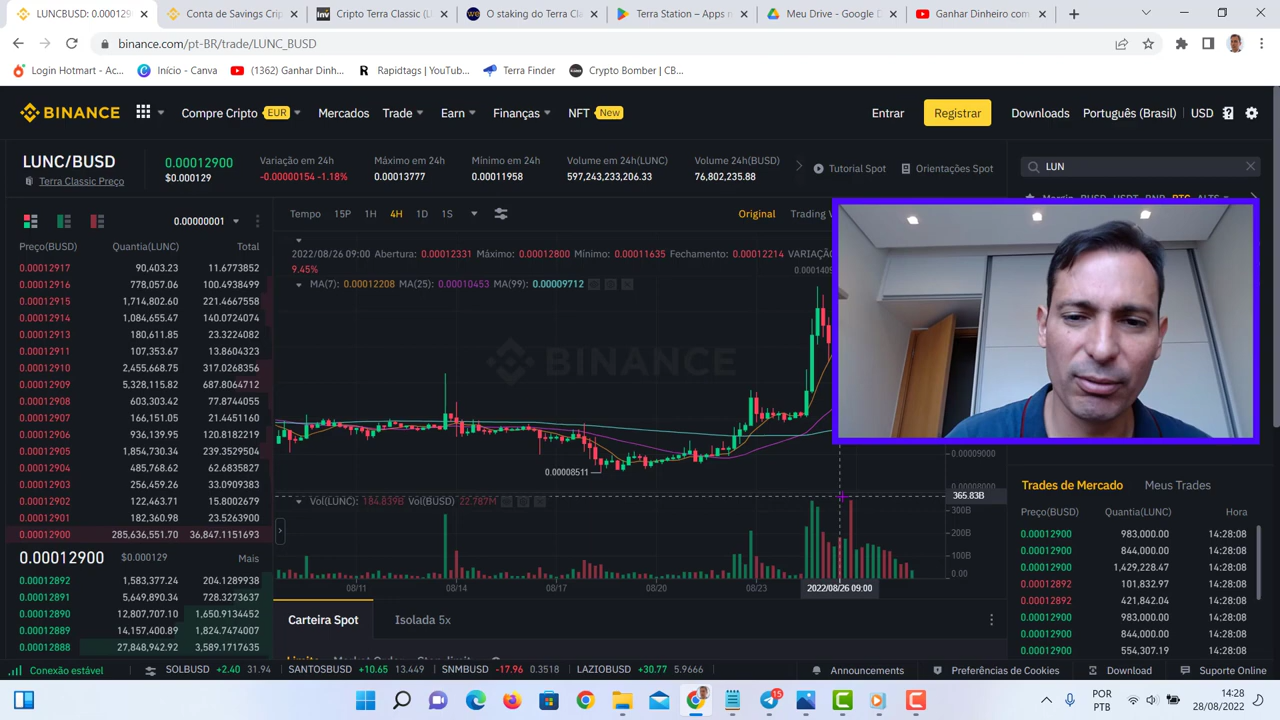 LUNCBUSD: 0.00012900
Conta de Savings Crip
Cripto Terra Classic (L
O staking do Terra Cla
Terra Station – Apps n
Meu Drive - Google D
Ganhar Dinheiro com
binance.com/pt-BR/trade/LUNC_BUSD
Login Hotmart - Ac...
Início - Canva
(1362) Ganhar Dinh...
Rapidtags | YouTub...
Terra Finder
Crypto Bomber | CB...
BINANCE
Compre Cripto EUR
Mercados
Trade
Earn
Finanças
NFT New
Entrar
Registrar
Downloads
Português (Brasil)
USD
LUNC/BUSD
Terra Classic Preço
0.00012900
$0.000129
Variação em 24h
-0.00000154 -1.18%
Máximo em 24h
0.00013777
Mínimo em 24h
0.00011958
Volume em 24h(LUNC)
597,243,233,206.33
Volume 24h(BUSD)
76,802,235.88
Tutorial Spot
Orientações Spot
LUN
0.00000001
Preço(BUSD) Quantia(LUNC) Total
0.00012917 90,403.23 11.6773852
0.00012916 778,057.06 100.4938499
0.00012915 1,714,802.60 221.4667558
0.00012914 1,084,655.47 140.0724074
0.00012913 180,611.85 23.3224082
0.00012911 107,353.67 13.8604323
0.00012910 2,455,668.75 317.0268356
0.00012909 5,328,115.82 687.8064712
0.00012908 603,303.42 77.8744055
0.00012907 166,151.05 21.4451160
0.00012906 936,139.95 120.8182219
0.00012905 1,854,730.34 239.3529504
0.00012904 485,768.62 62.6835827
0.00012903 256,459.26 33.0909383
0.00012902 122,463.71 15.8002679
0.00012901 182,360.98 23.5263900
0.00012900 285,636,551.70 36,847.1151693
0.00012900 $0.000129 Mais
0.00012892 1,583,377.24 204.1289938
0.00012891 5,649,890.34 728.3273637
0.00012890 12,807,707.10 1,650.9134452
0.00012889 14,157,400.89 1,824.7474007
0.00012888 27,848,942.92 3,589.1717635
Tempo 15P 1H 4H 1D 1S
Original
Trading V
2022/08/26 09:00 Abertura: 0.00012331 Máximo: 0.00012800 Mínimo: 0.00011635 Fechamento: 0.00012214 VARIAÇÃ
9.45%
MA(7): 0.00012208 MA(25): 0.00010453 MA(99): 0.00009712
BINANCE
0.00008511
0.00009000
365.83B
300B
200B
100B
0.00
Vol(LUNC): 184.839B Vol(BUSD) 22.787M
08/11 08/14 08/17 08/20 08/23 2022/08/26 09:00
Carteira Spot
Isolada 5x
Trades de Mercado
Meus Trades
Preço(BUSD) Quantia(LUNC) Hora
0.00012900 983,000.00 14:28:08
0.00012900 844,000.00 14:28:08
0.00012900 1,429,228.47 14:28:08
0.00012892 101,832.97 14:28:08
0.00012892 421,842.04 14:28:08
0.00012900 983,000.00 14:28:08
0.00012900 844,000.00 14:28:08
0.00012900 554,307.19 14:28:08
Conexão estável
SOLBUSD +2.40 31.94
SANTOSBUSD +10.65 13.449
SNMBUSD -17.96 0.3518
LAZIOBUSD +30.77 5.9666
Announcements
Preferências de Cookies
Download
Suporte Online
15
POR
PTB
14:28
28/08/2022